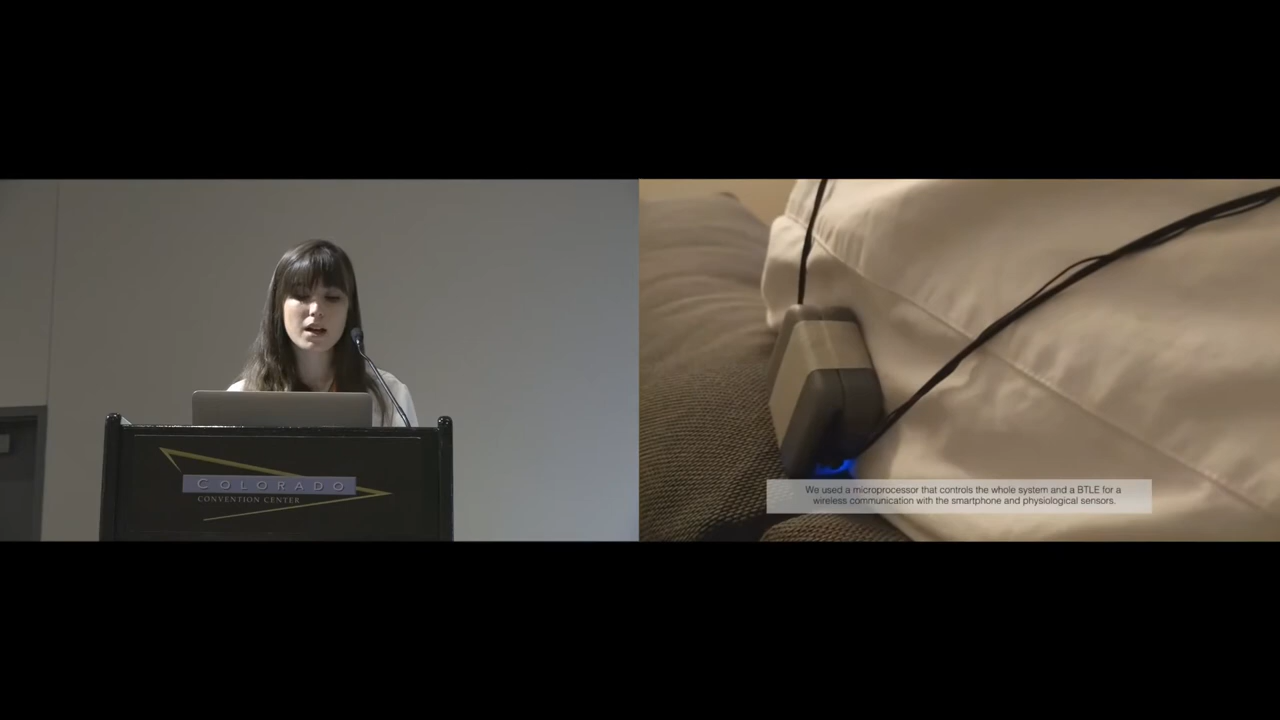 COLORADO
CONVENTION CENTER
We used a microprocessor that controls the whole system and a BTLE for a
wireless communication with the smartphone and physiological sensors.